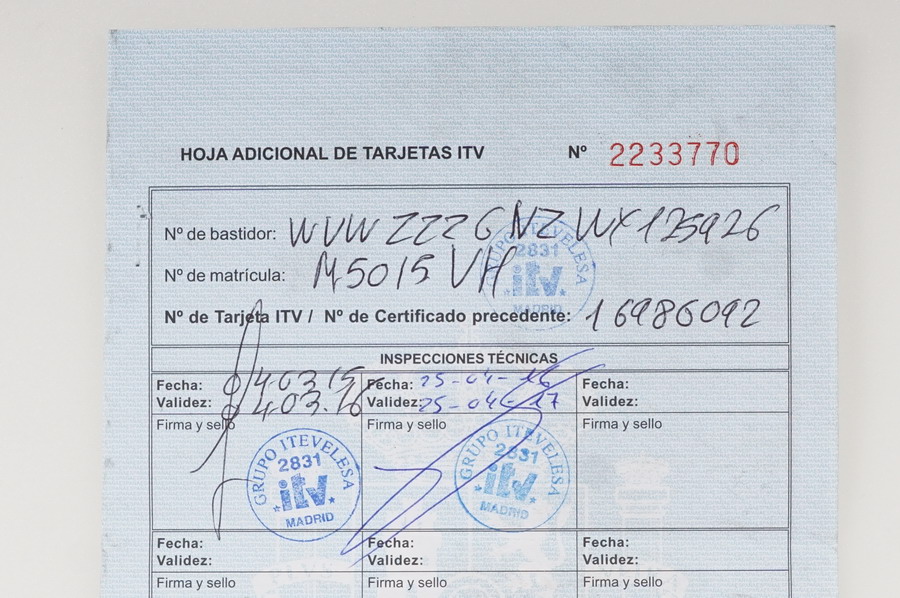 HOJA ADICIONAL DE TARJETAS ITV Nº 2233770
Nº de bastidor: WVWZZZ6NZWX125926
GRUPO ITEVELESA
2831
itv
MADRID
Nº de matrícula: M5015VH
Nº de Tarjeta ITV / Nº de Certificado precedente: 16986092
INSPECCIONES TÉCNICAS
Fecha: 04.03.15 Fecha: 25-04-16 Fecha:
Validez: 04.03.16 Validez: 25-04-17 Validez:
Firma y sello Firma y sello Firma y sello
GRUPO ITEVELESA GRUPO ITEVELESA
2831 2831
itv. itv.
MADRID MADRID
Fecha: Fecha: Fecha:
Validez: Validez: Validez:
Firma y sello Firma y sello Firma y sello